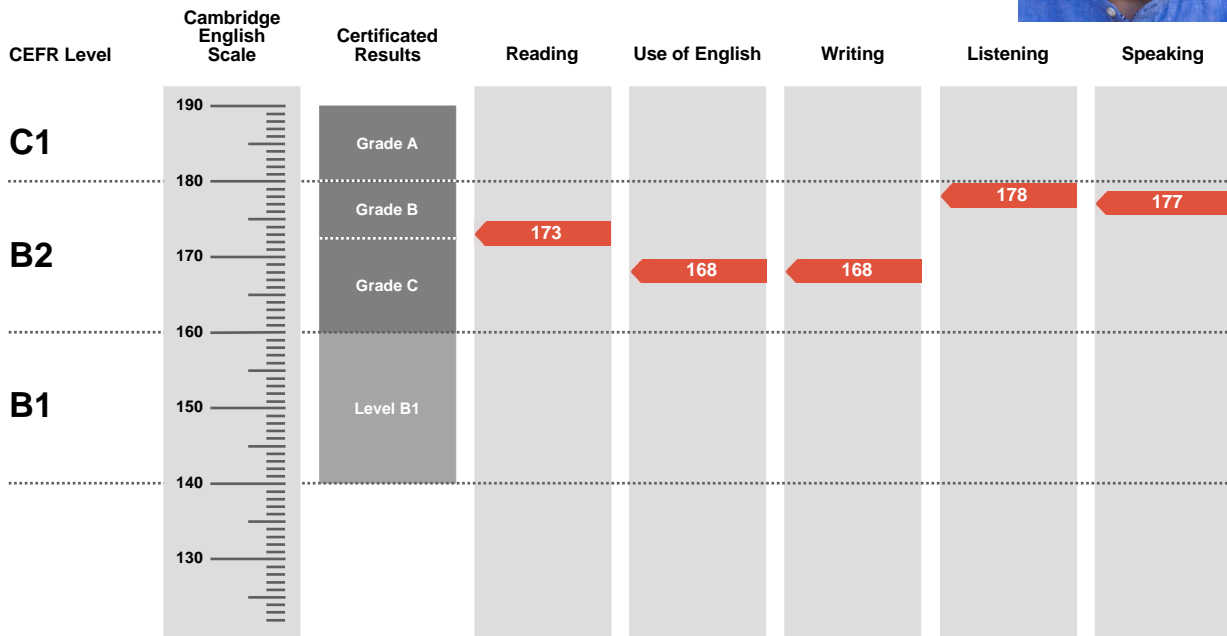 CEFR Level
Cambridge
English
Scale
Certificated
Results
Reading
Use of English
Writing
Listening
Speaking
190
C1
Grade A
180
Grade B
178
177
173
B2
170
168
168
Grade C
160
B1
150
Level B1
140
130